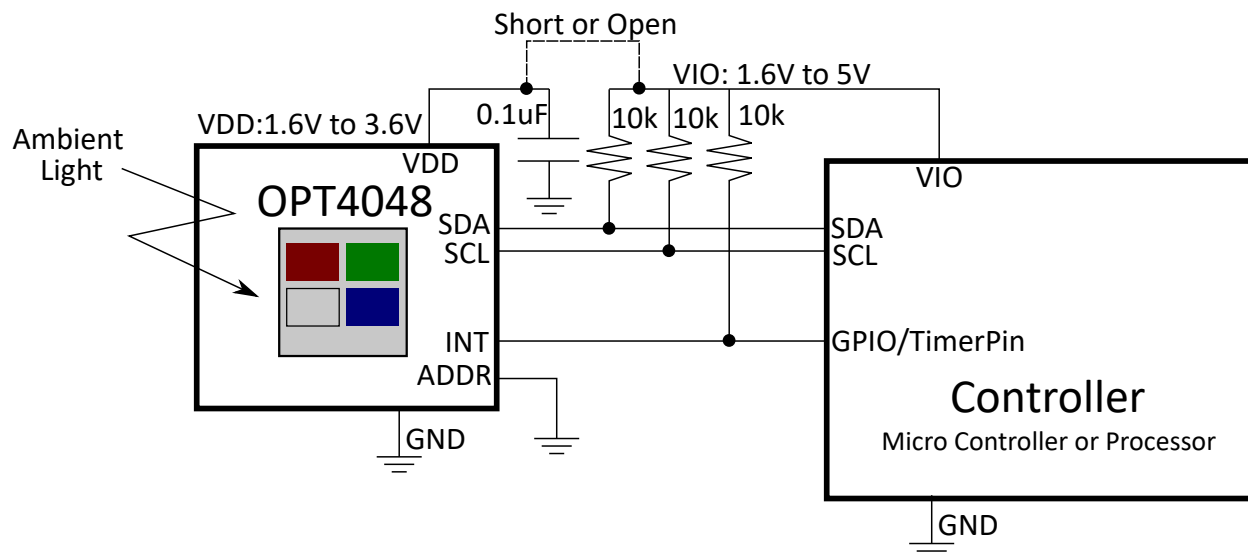 Short or Open
VIO: 1.6V to 5V
0.1uF
10k
10k
10k
VDD:1.6V to 3.6V
Ambient
Light
VDD
VIO
OPT4048
SDA
SCL
SDA
SCL
INT
GPIO/TimerPin
ADDR
Controller
Micro Controller or Processor
GND
GND